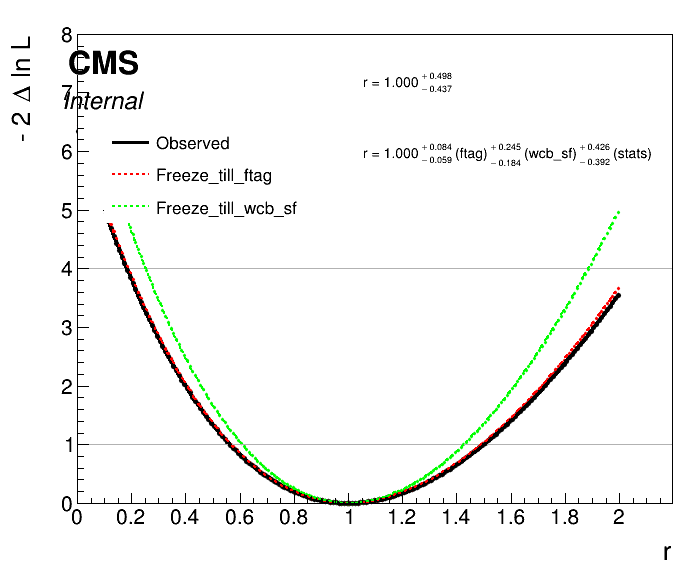 - 2 Δ ln L
CMS
Internal
r = 1.000 + 0.498 − 0.437
Observed
r = 1.000 + 0.084 − 0.059 (ftag) + 0.245 − 0.184 (wcb_sf) + 0.426 − 0.392 (stats)
Freeze_till_ftag
Freeze_till_wcb_sf
8
7
6
5
4
3
2
1
0
0 0.2 0.4 0.6 0.8 1 1.2 1.4 1.6 1.8 2
r